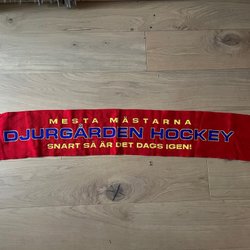 MESTA MÄSTARNA
DJURGÅRDEN HOCKEY
SNART SÅ ÄR DET DAGS IGEN!